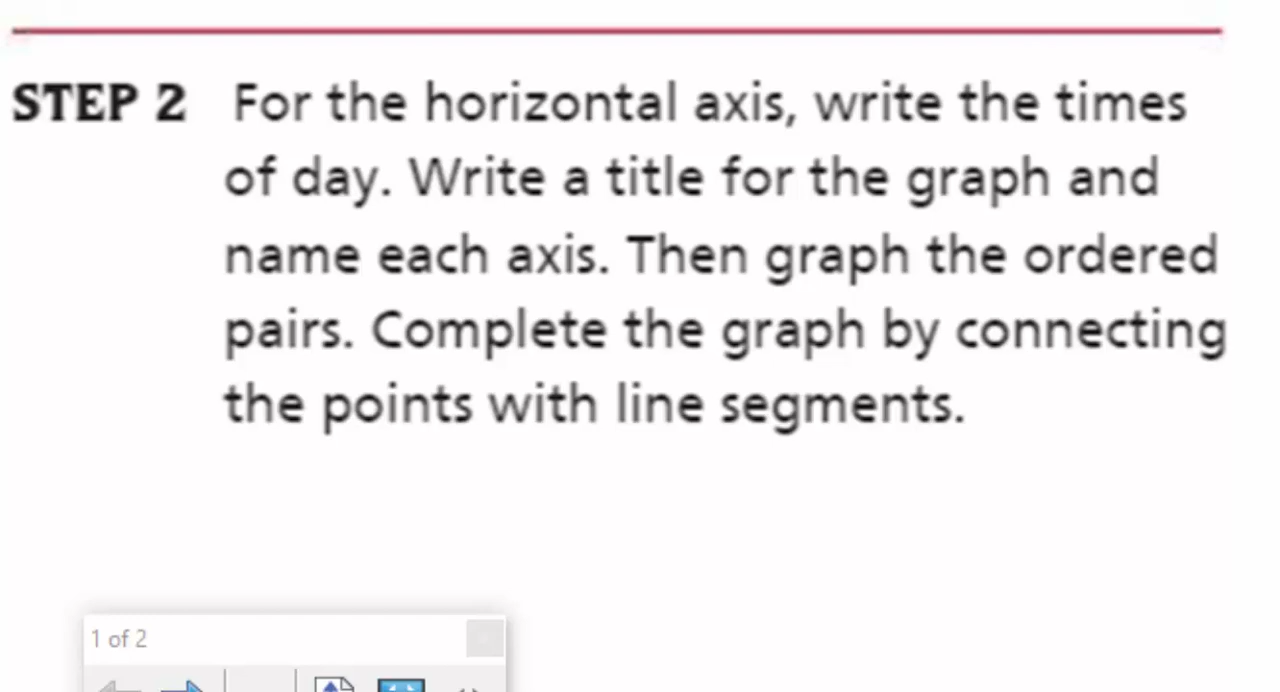 STEP 2 For the horizontal axis, write the times
of day. Write a title for the graph and
name each axis. Then graph the ordered
pairs. Complete the graph by connecting
the points with line segments.
1 of 2